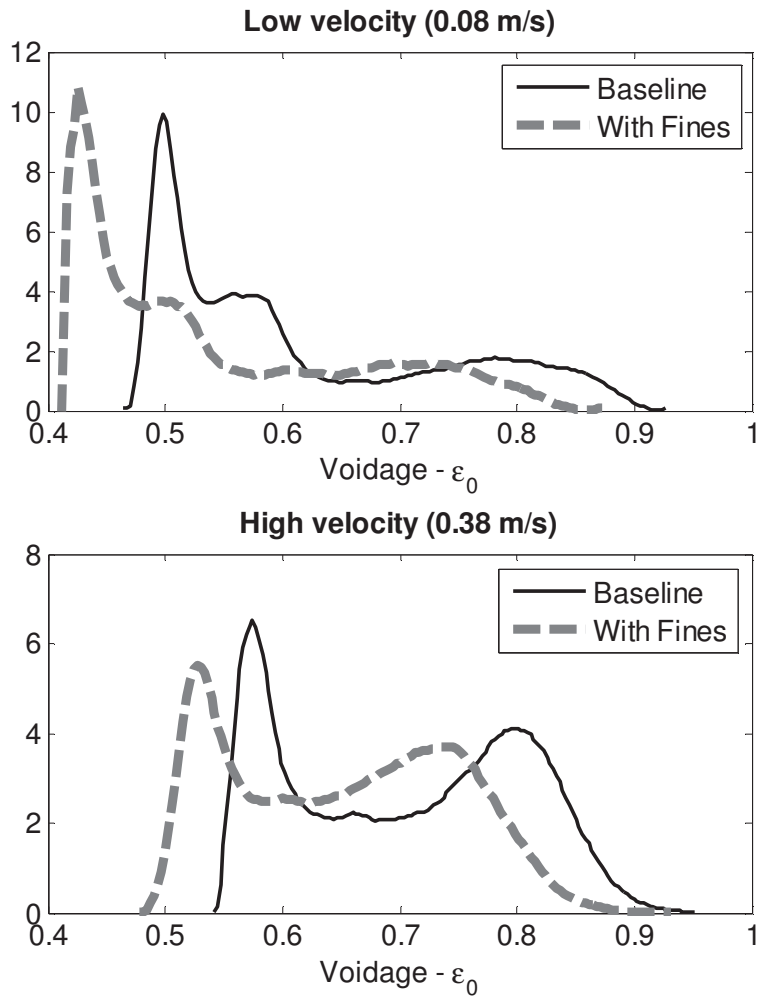 Low velocity (0.08 m/s)
12
10
8
6
4
2
0
Baseline
With Fines
0.4 0.5 0.6 0.7 0.8 0.9 1
Voidage - ε0
High velocity (0.38 m/s)
8
6
4
2
0
Baseline
With Fines
0.4 0.5 0.6 0.7 0.8 0.9 1
Voidage - ε0